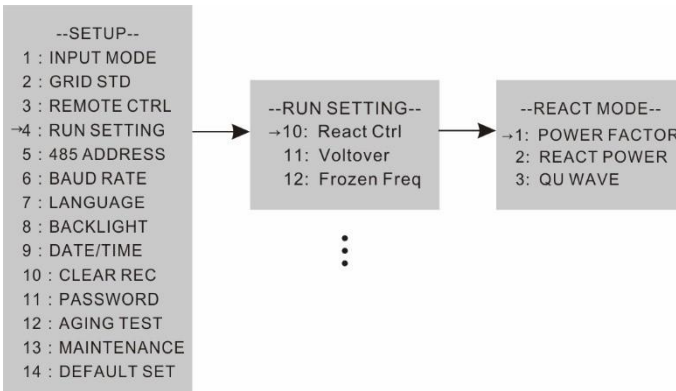 --SETUP--
1 : INPUT MODE
2 : GRID STD
3 : REMOTE CTRL
→4 : RUN SETTING
5 : 485 ADDRESS
6 : BAUD RATE
7 : LANGUAGE
8 : BACKLIGHT
9 : DATE/TIME
10 : CLEAR REC
11 : PASSWORD
12 : AGING TEST
13 : MAINTENANCE
14 : DEFAULT SET
--RUN SETTING--
→10: React Ctrl
11: Voltover
12: Frozen Freq
--REACT MODE--
→1: POWER FACTOR
2: REACT POWER
3: QU WAVE